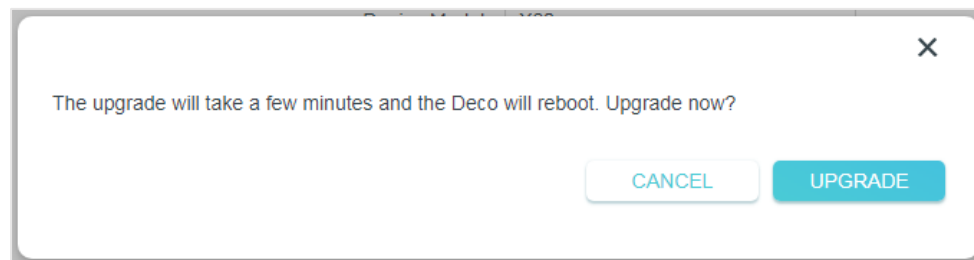 The upgrade will take a few minutes and the Deco will reboot. Upgrade now?
CANCEL
UPGRADE